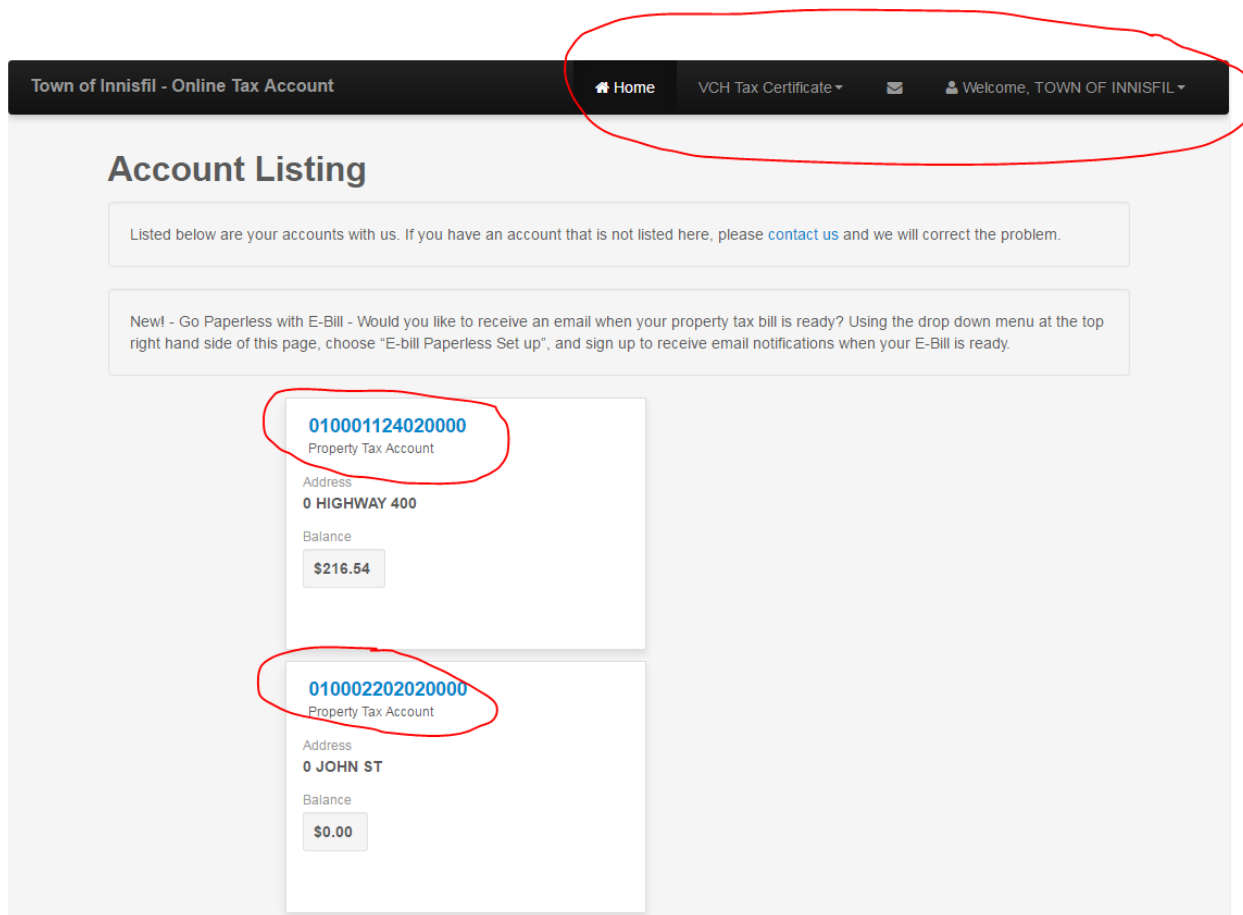 Town of Innisfil - Online Tax Account
Home
VCH Tax Certificate
Welcome, TOWN OF INNISFIL
Account Listing
Listed below are your accounts with us. If you have an account that is not listed here, please contact us and we will correct the problem.
New! - Go Paperless with E-Bill - Would you like to receive an email when your property tax bill is ready? Using the drop down menu at the top
right hand side of this page, choose “E-bill Paperless Set up”, and sign up to receive email notifications when your E-Bill is ready.
010001124020000
Property Tax Account
Address
0 HIGHWAY 400
Balance
$216.54
010002202020000
Property Tax Account
Address
0 JOHN ST
Balance
$0.00